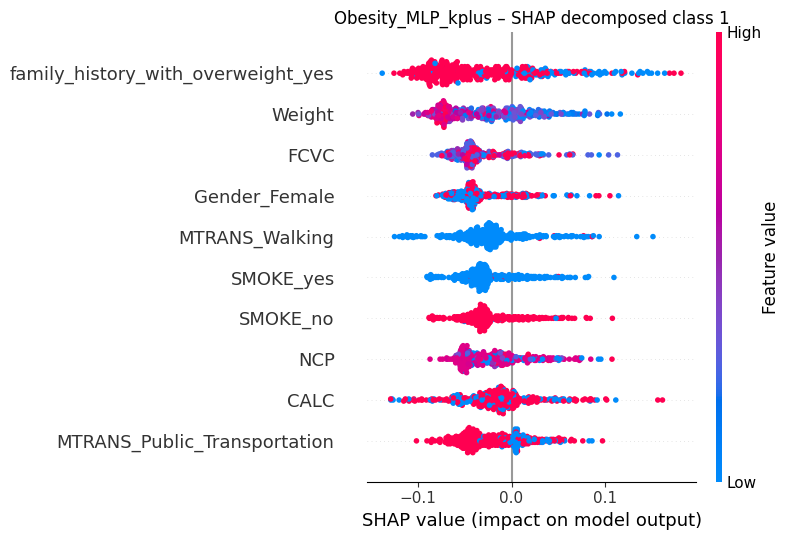 Obesity_MLP_kplus – SHAP decomposed class 1
High
family_history_with_overweight_yes
Weight
FCVC
Gender_Female
MTRANS_Walking
SMOKE_yes
SMOKE_no
NCP
CALC
MTRANS_Public_Transportation
Feature value
Low
−0.1 0.0 0.1
SHAP value (impact on model output)